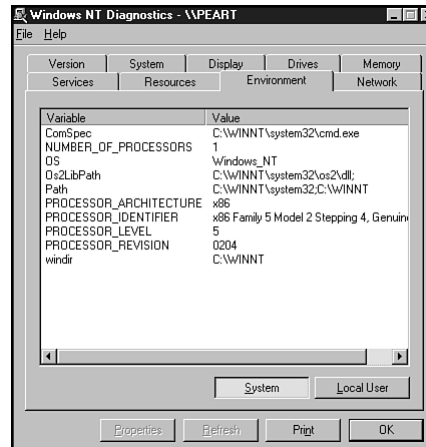 Windows NT Diagnostics - \\PEART
File Help
Version System Display Drives Memory
Services Resources Environment Network
Variable Value
ComSpec C:\WINNT\system32\cmd.exe
NUMBER_OF_PROCESSORS 1
OS Windows_NT
Os2LibPath C:\WINNT\system32\os2\dll;
Path C:\WINNT\system32;C:\WINNT
PROCESSOR_ARCHITECTURE x86
PROCESSOR_IDENTIFIER x86 Family 5 Model 2 Stepping 4, Genuin
PROCESSOR_LEVEL 5
PROCESSOR_REVISION 0204
windir C:\WINNT
System Local User
Properties Refresh Print OK